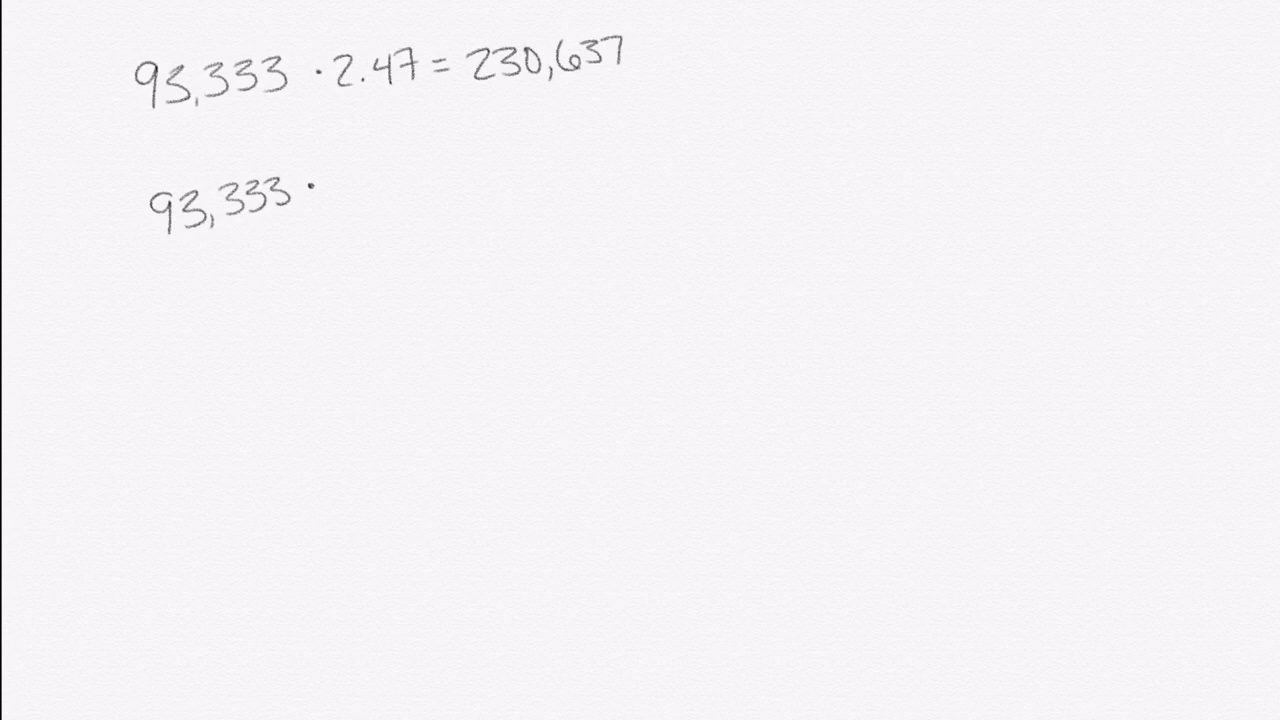 93,333 · 2.47 = 230,637
93,333 ·